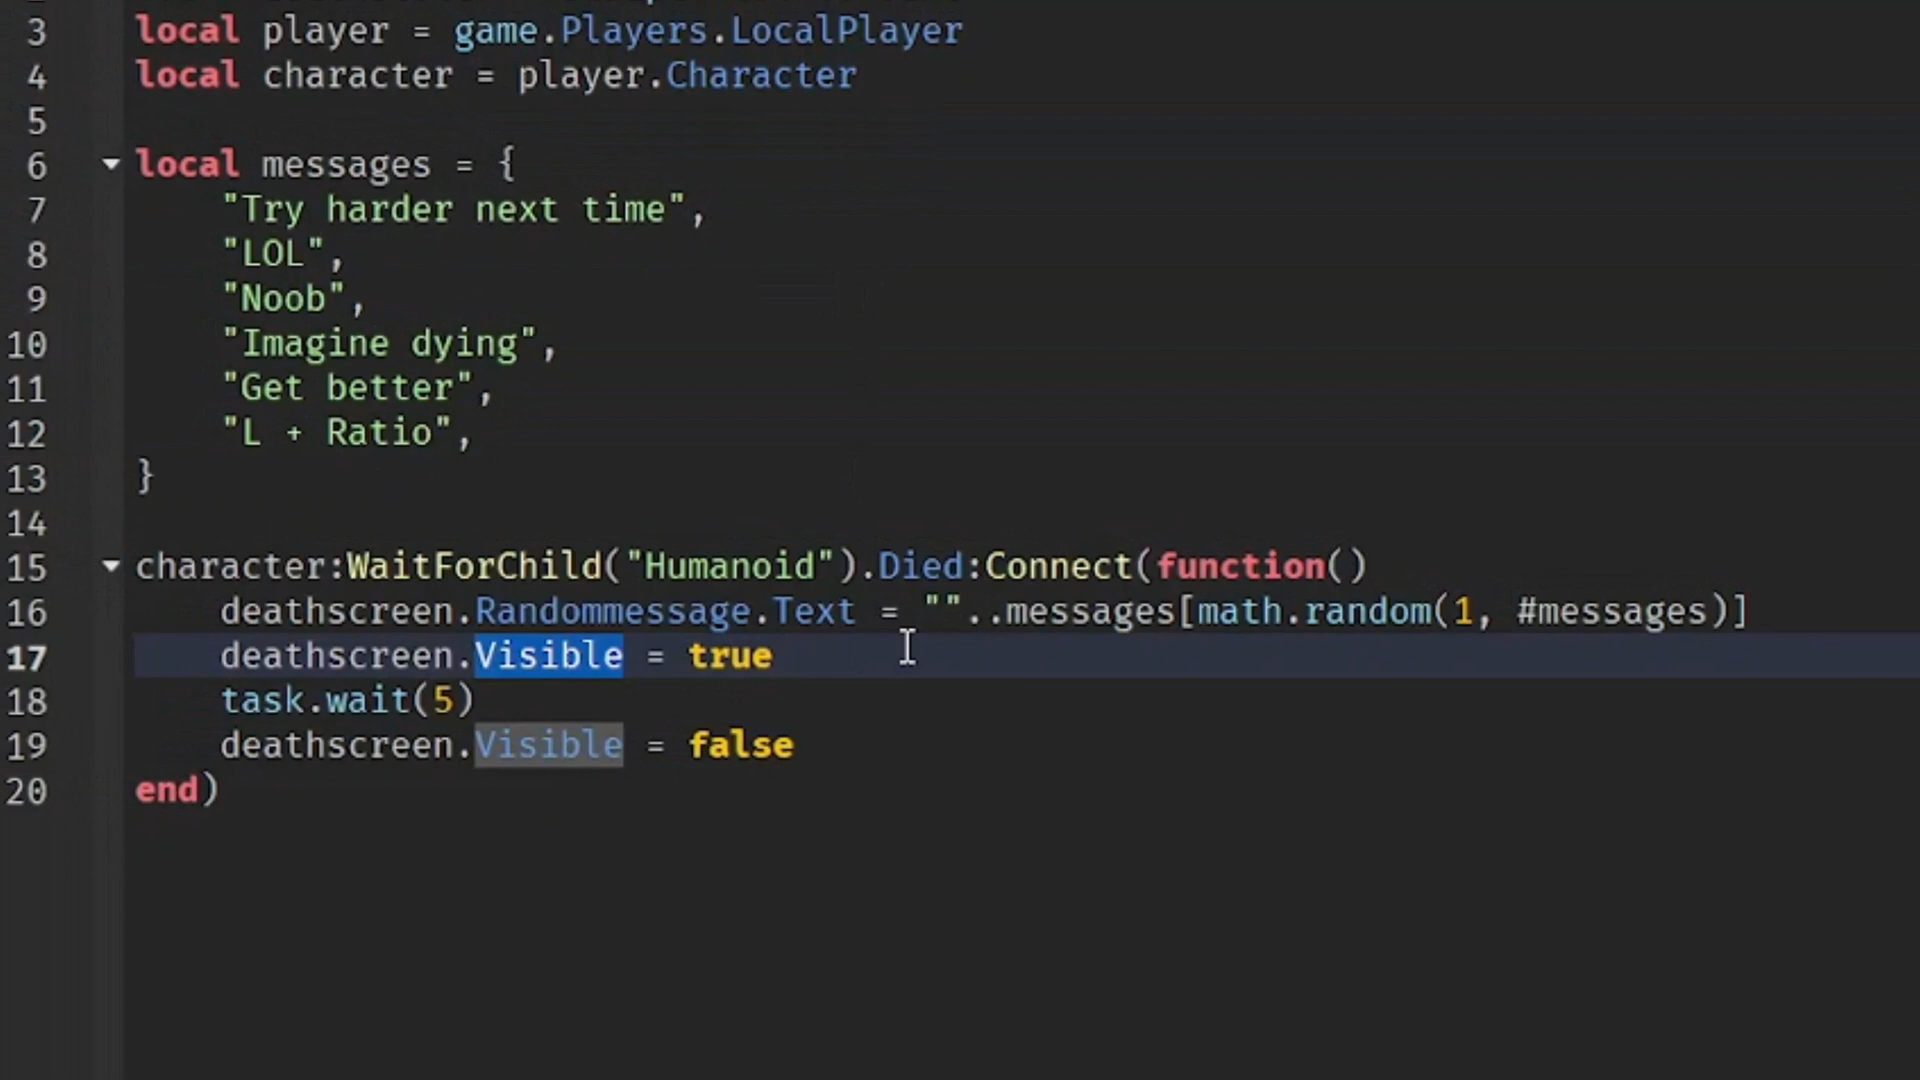 3 local player = game.Players.LocalPlayer
4 local character = player.Character
5
6 local messages = {
7 "Try harder next time",
8 "LOL",
9 "Noob",
10 "Imagine dying",
11 "Get better",
12 "L + Ratio",
13 }
14
15 character:WaitForChild("Humanoid").Died:Connect(function()
16 deathscreen.Randommessage.Text = ""..messages[math.random(1, #messages)]
17 deathscreen.Visible = true
18 task.wait(5)
19 deathscreen.Visible = false
20 end)